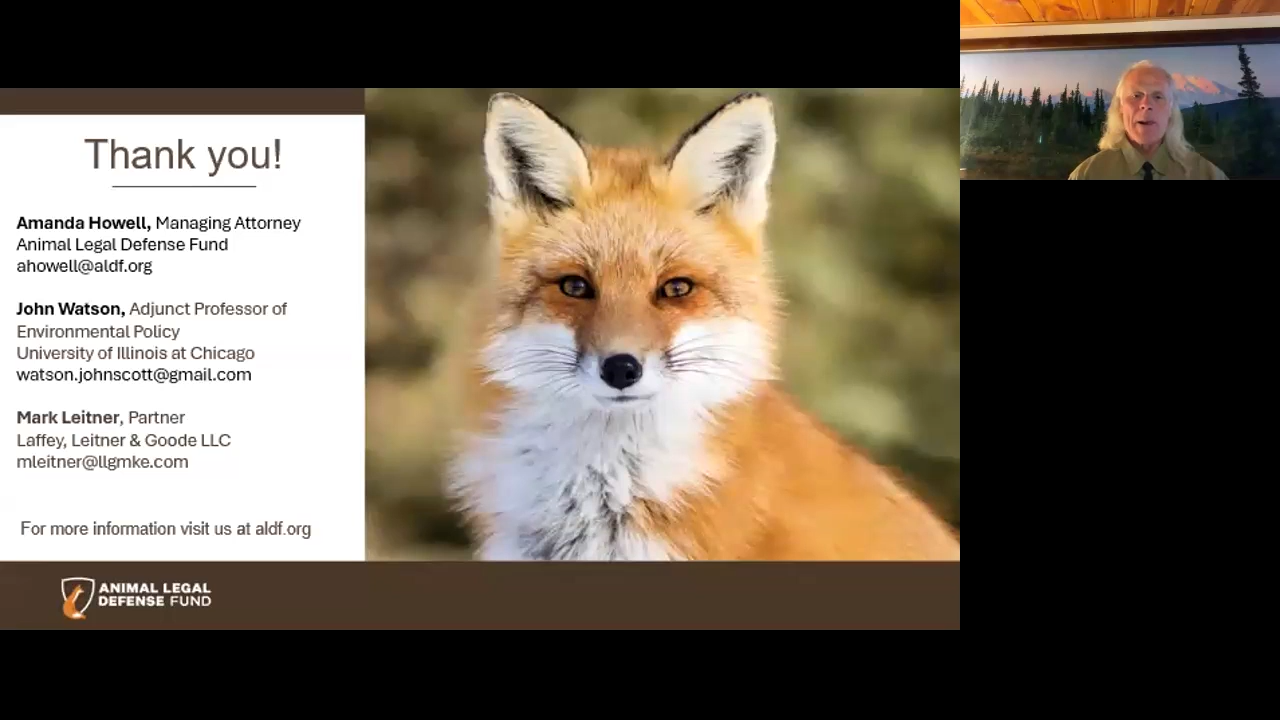 Thank you!
Amanda Howell, Managing Attorney
Animal Legal Defense Fund
ahowell@aldf.org
John Watson, Adjunct Professor of
Environmental Policy
University of Illinois at Chicago
watson.johnscott@gmail.com
Mark Leitner, Partner
Laffey, Leitner & Goode LLC
mleitner@llgmke.com
For more information visit us at aldf.org
ANIMAL LEGAL
DEFENSE FUND